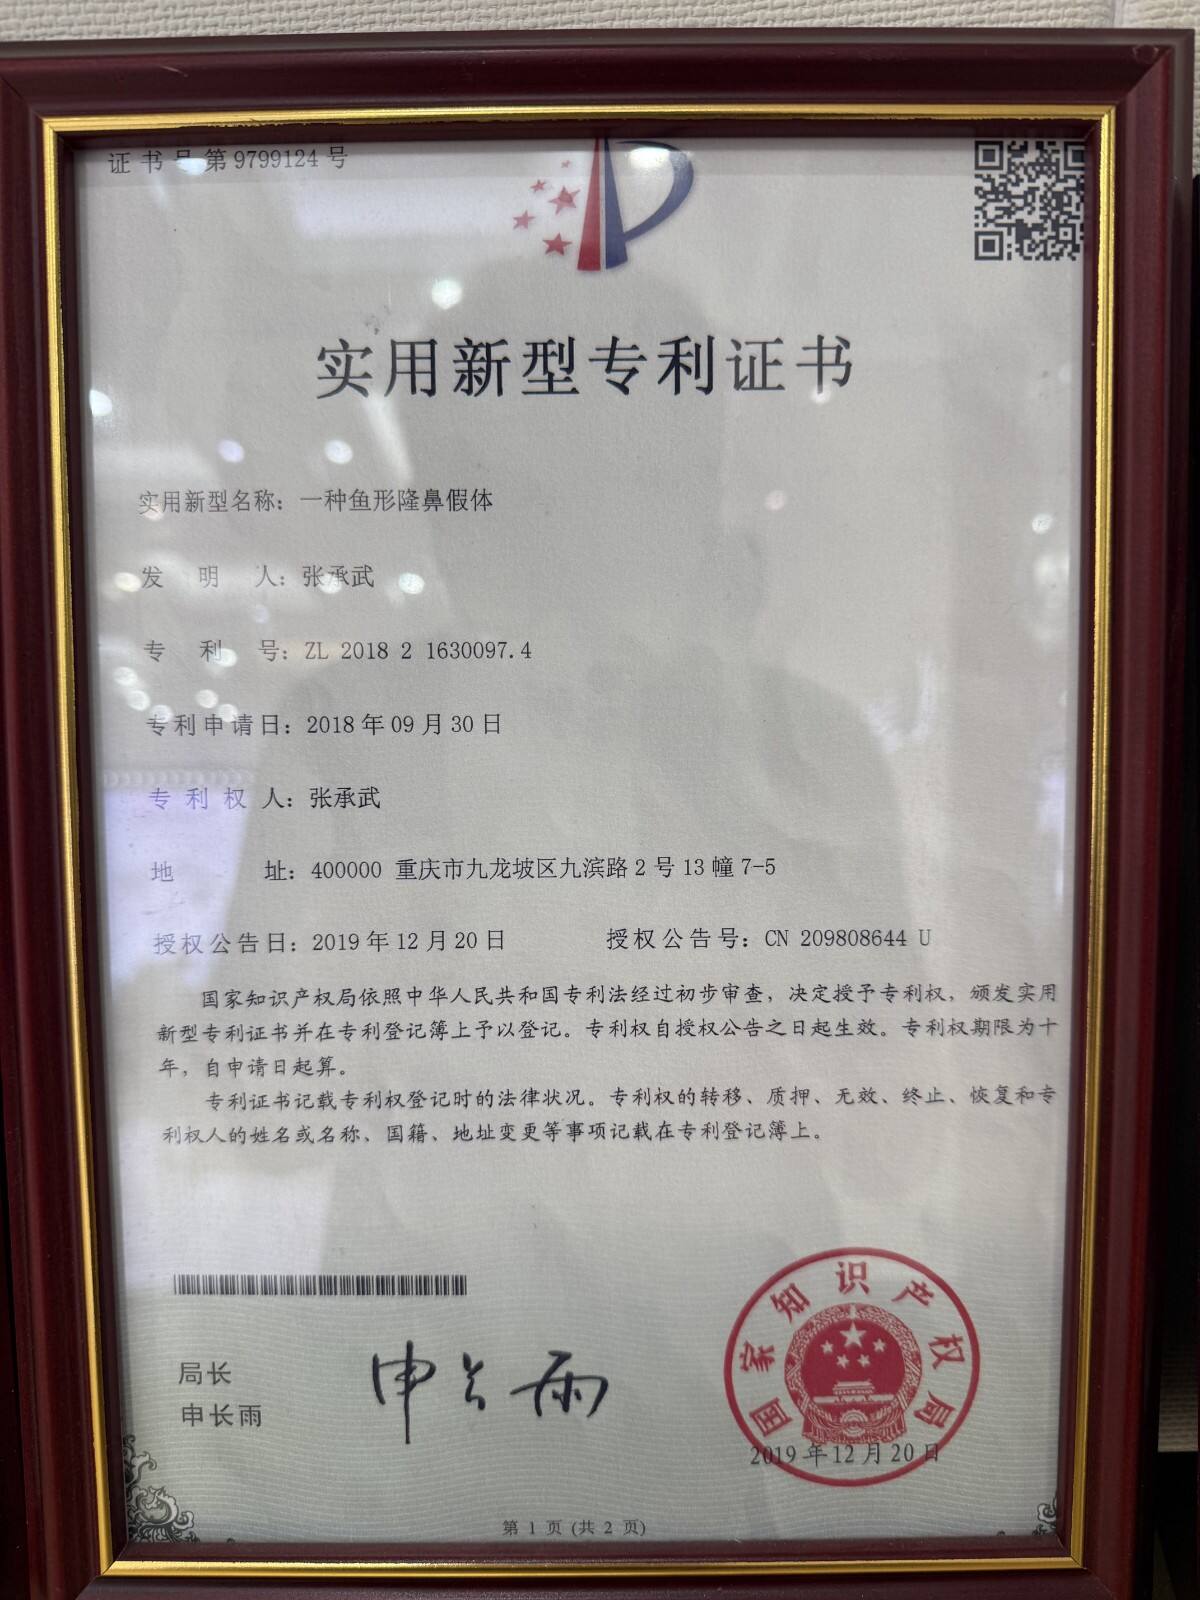 证书号第9799124号
实用新型专利证书
实用新型名称：一种鱼形隆鼻假体
发明人：张承武
专利号：ZL 2018 2 1630097.4
专利申请日：2018年09月30日
专利权人：张承武
地址：400000 重庆市九龙坡区九滨路2号13幢7-5
授权公告日：2019年12月20日 授权公告号：CN 209808644 U
国家知识产权局依照中华人民共和国专利法经过初步审查，决定授予专利权，颁发实用
新型专利证书并在专利登记簿上予以登记。专利权自授权公告之日起生效。专利权期限为十
年，自申请日起算。
专利证书记载专利权登记时的法律状况。专利权的转移、质押、无效、终止、恢复和专
利权人的姓名或名称、国籍、地址变更等事项记载在专利登记簿上。
局长
申长雨
申长雨
国家知识产权局
2019年12月20日
第 1 页 (共 2 页)